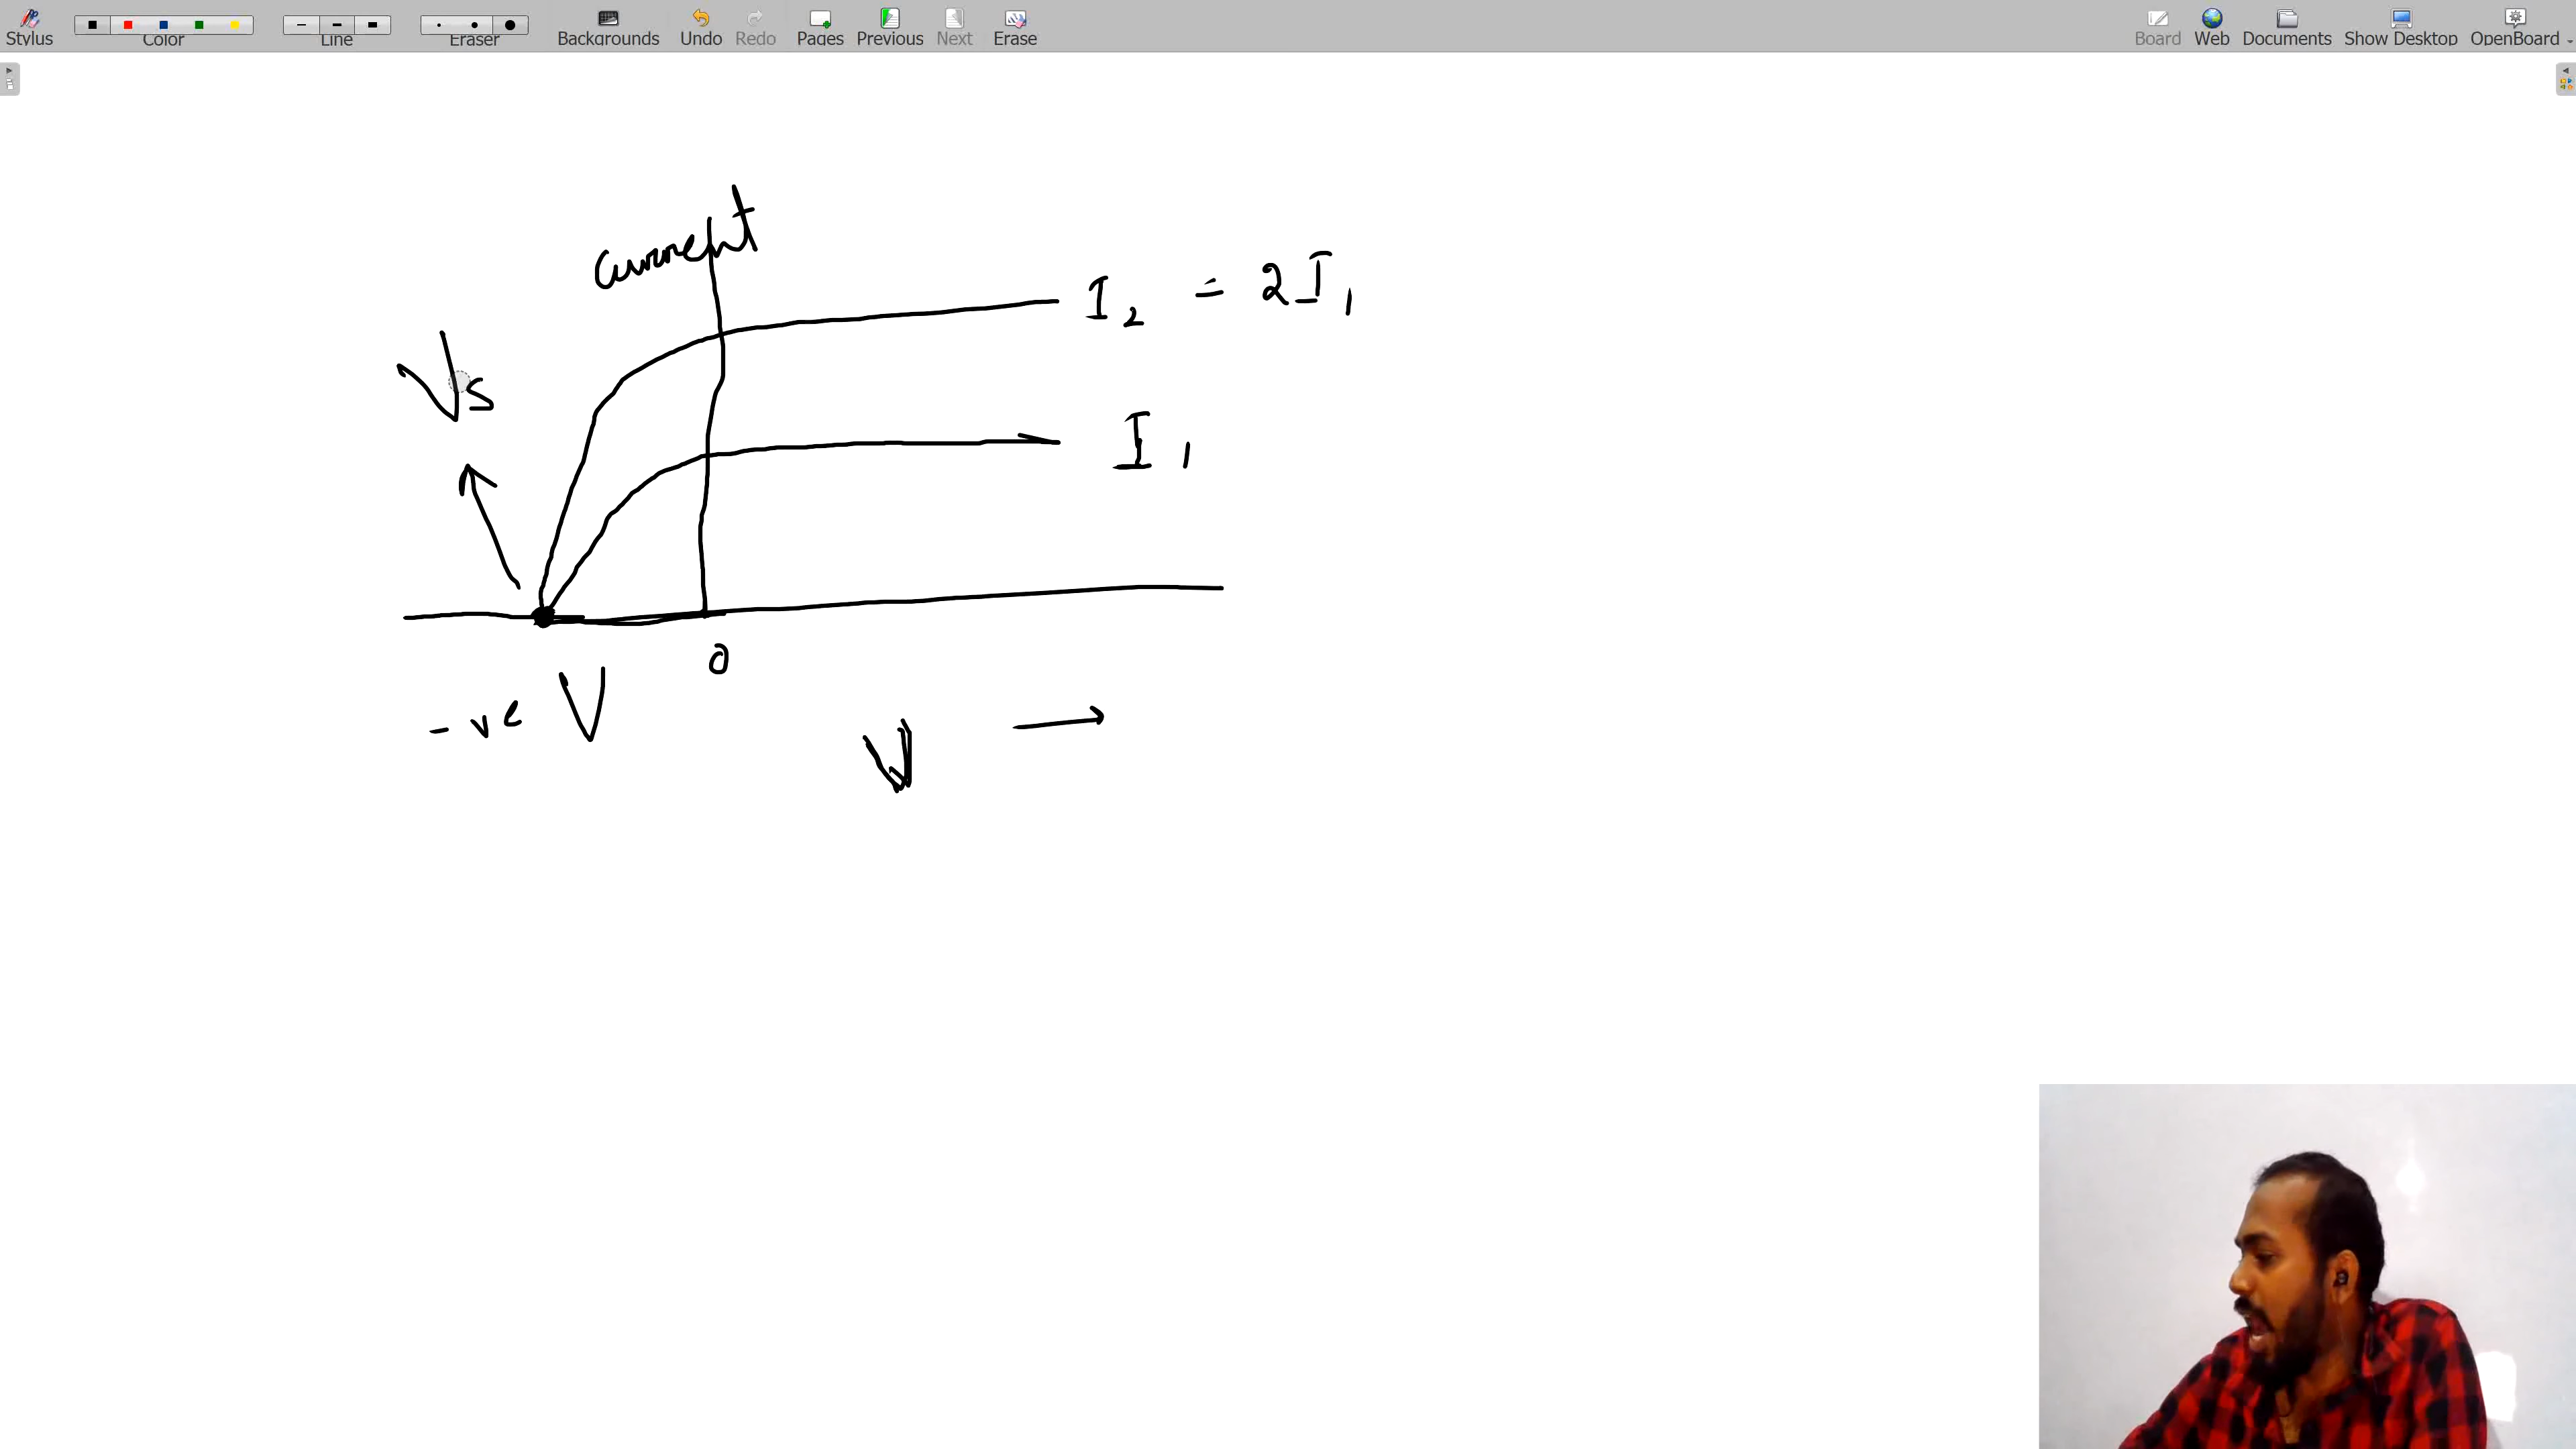 Stylus Color Line Eraser Backgrounds Undo Redo Pages Previous Next Erase Board Web Documents Show Desktop OpenBoard
current
I₂ = 2I₁
Vs
I₁
0
-ve V
V →